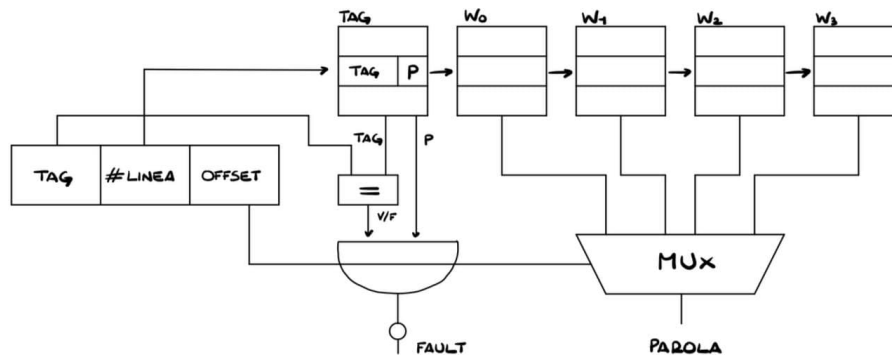 TAG W0 W1 W2 W3
TAG P
TAG P
TAG #LINEA OFFSET
=
V/F
MUX
FAULT PAROLA